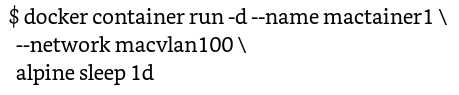 $ docker container run -d --name mactainer1 \
--network macvlan100 \
alpine sleep 1d